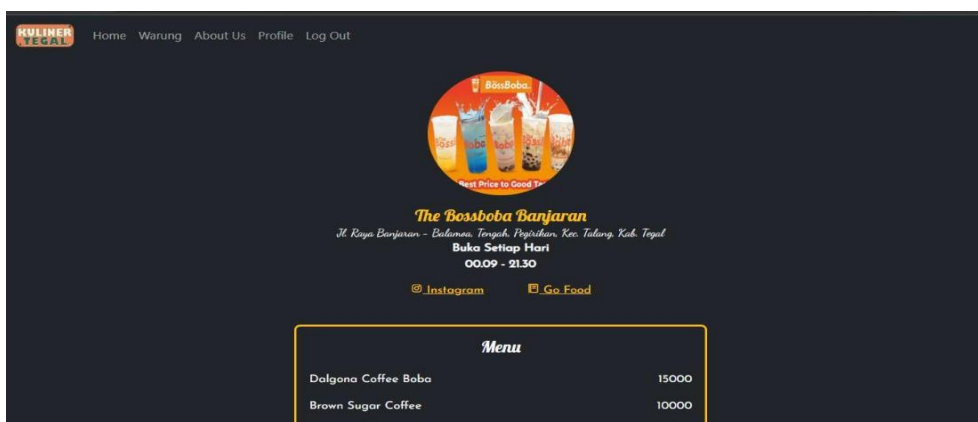 KULINER
TEGAL
Home Warung About Us Profile Log Out
BössBoba.
Best Price to Good
The Bossboba Banjaran
Jl. Raya Banjaran - Balamoa, Tengah, Pegirikan, Kec. Talang, Kab. Tegal
Buka Setiap Hari
00.09 - 21.30
Instagram Go Food
Menu
Dalgona Coffee Boba 15000
Brown Sugar Coffee 10000